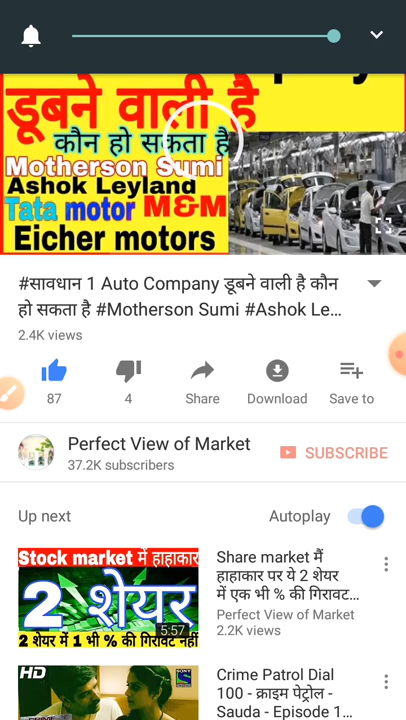 डूबने वाली है
कौन हो सकता है
Motherson Sumi
Ashok Leyland
Tata motor M&M
Eicher motors
#सावधान 1 Auto Company डूबने वाली है कौन
हो सकता है #Motherson Sumi #Ashok Le...
2.4K views
87
4
Share
Download
Save to
Perfect View of Market
37.2K subscribers
SUBSCRIBE
Up next
Autoplay
Stock market में हाहाकार
2 शेयर
5:57
2 शेयर में 1 भी % की गिरावट नहीं
Share market मैं
हाहाकार पर ये 2 शेयर
में एक भी % की गिरावट...
Perfect View of Market
2.2K views
HD
SONY
Crime Patrol Dial
100 - क्राइम पेट्रोल -
Sauda - Episode 1...